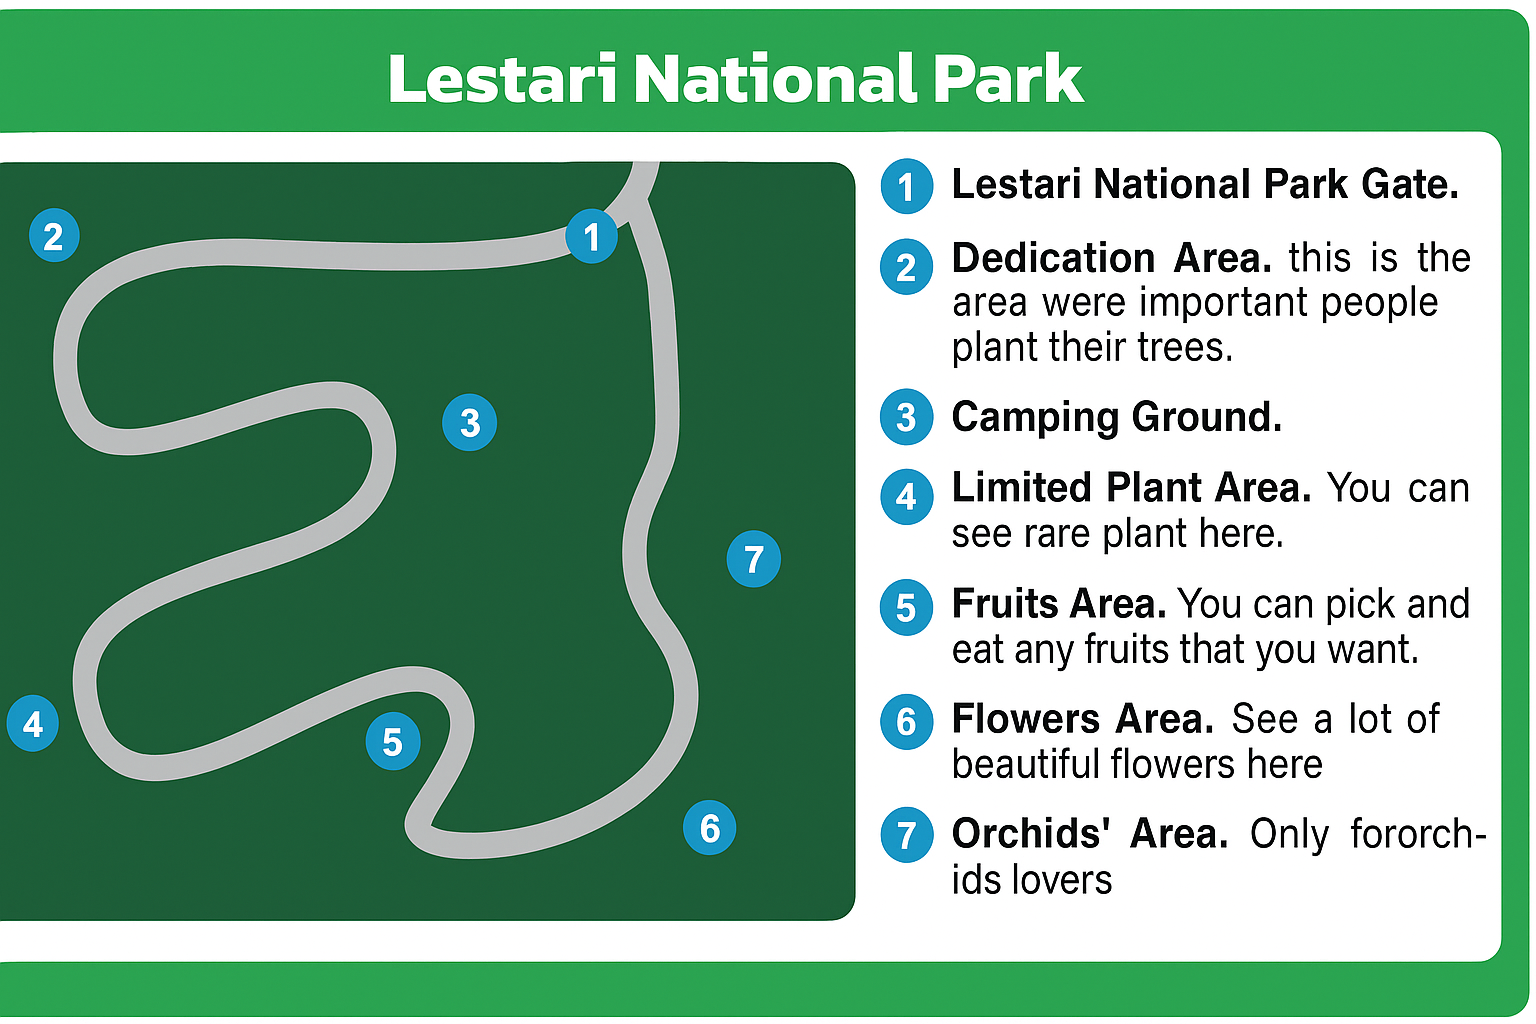 Lestari National Park
2
1
3
7
4
5
6
1 Lestari National Park Gate.
2 Dedication Area. this is the
area were important people
plant their trees.
3 Camping Ground.
4 Limited Plant Area. You can
see rare plant here.
5 Fruits Area. You can pick and
eat any fruits that you want.
6 Flowers Area. See a lot of
beautiful flowers here
7 Orchids' Area. Only fororch-
ids lovers